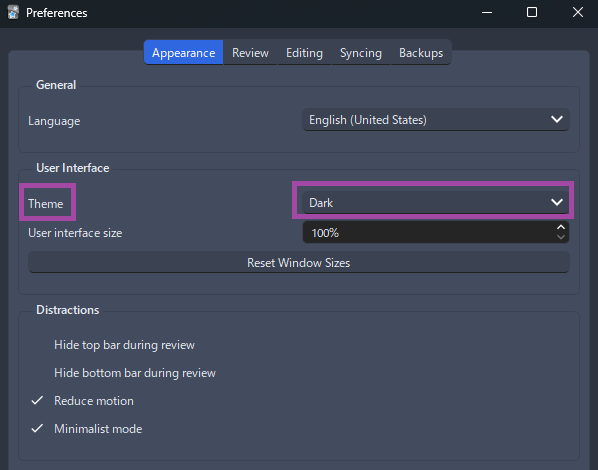 Preferences
Appearance Review Editing Syncing Backups
General
Language English (United States)
User Interface
Theme Dark
User interface size 100%
Reset Window Sizes
Distractions
Hide top bar during review
Hide bottom bar during review
Reduce motion
Minimalist mode